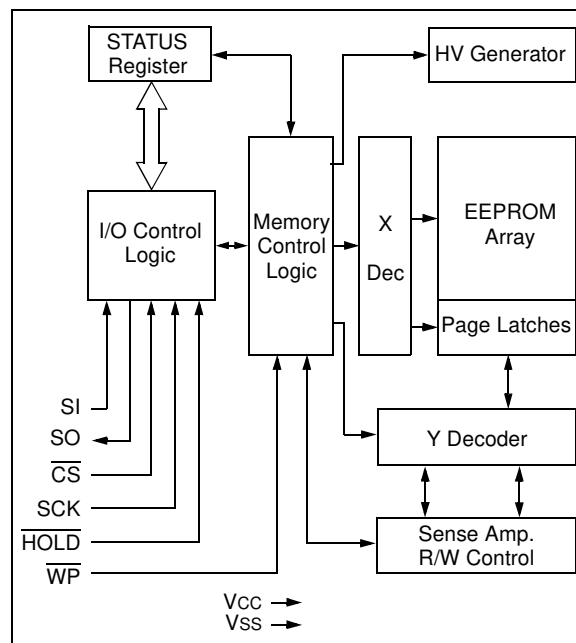 STATUS
Register
HV Generator
I/O Control
Logic
Memory
Control
Logic
X
Dec
EEPROM
Array
Page Latches
SI
SO
CS
SCK
HOLD
WP
Y Decoder
Sense Amp.
R/W Control
VCC
VSS